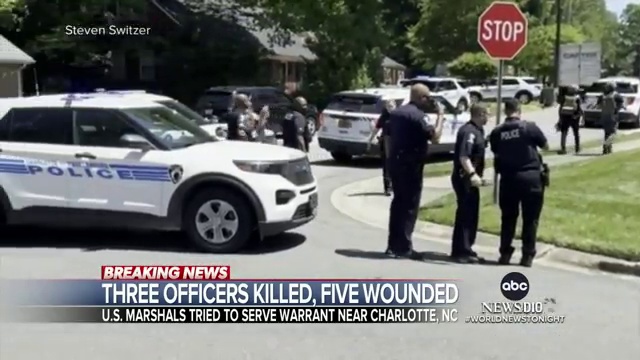 Steven Switzer
STOP
POLICE
POLICE
BREAKING NEWS
THREE OFFICERS KILLED, FIVE WOUNDED
U.S. MARSHALS TRIED TO SERVE WARRANT NEAR CHARLOTTE, NC
abc
NEWS
#WORLDNEWSTONIGHT